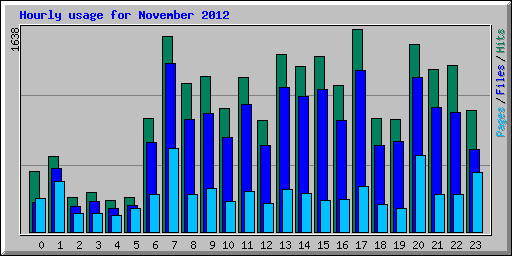 Hourly usage for November 2012
1638
Pages / Files / Hits
0 1 2 3 4 5 6 7 8 9 10 11 12 13 14 15 16 17 18 19 20 21 22 23